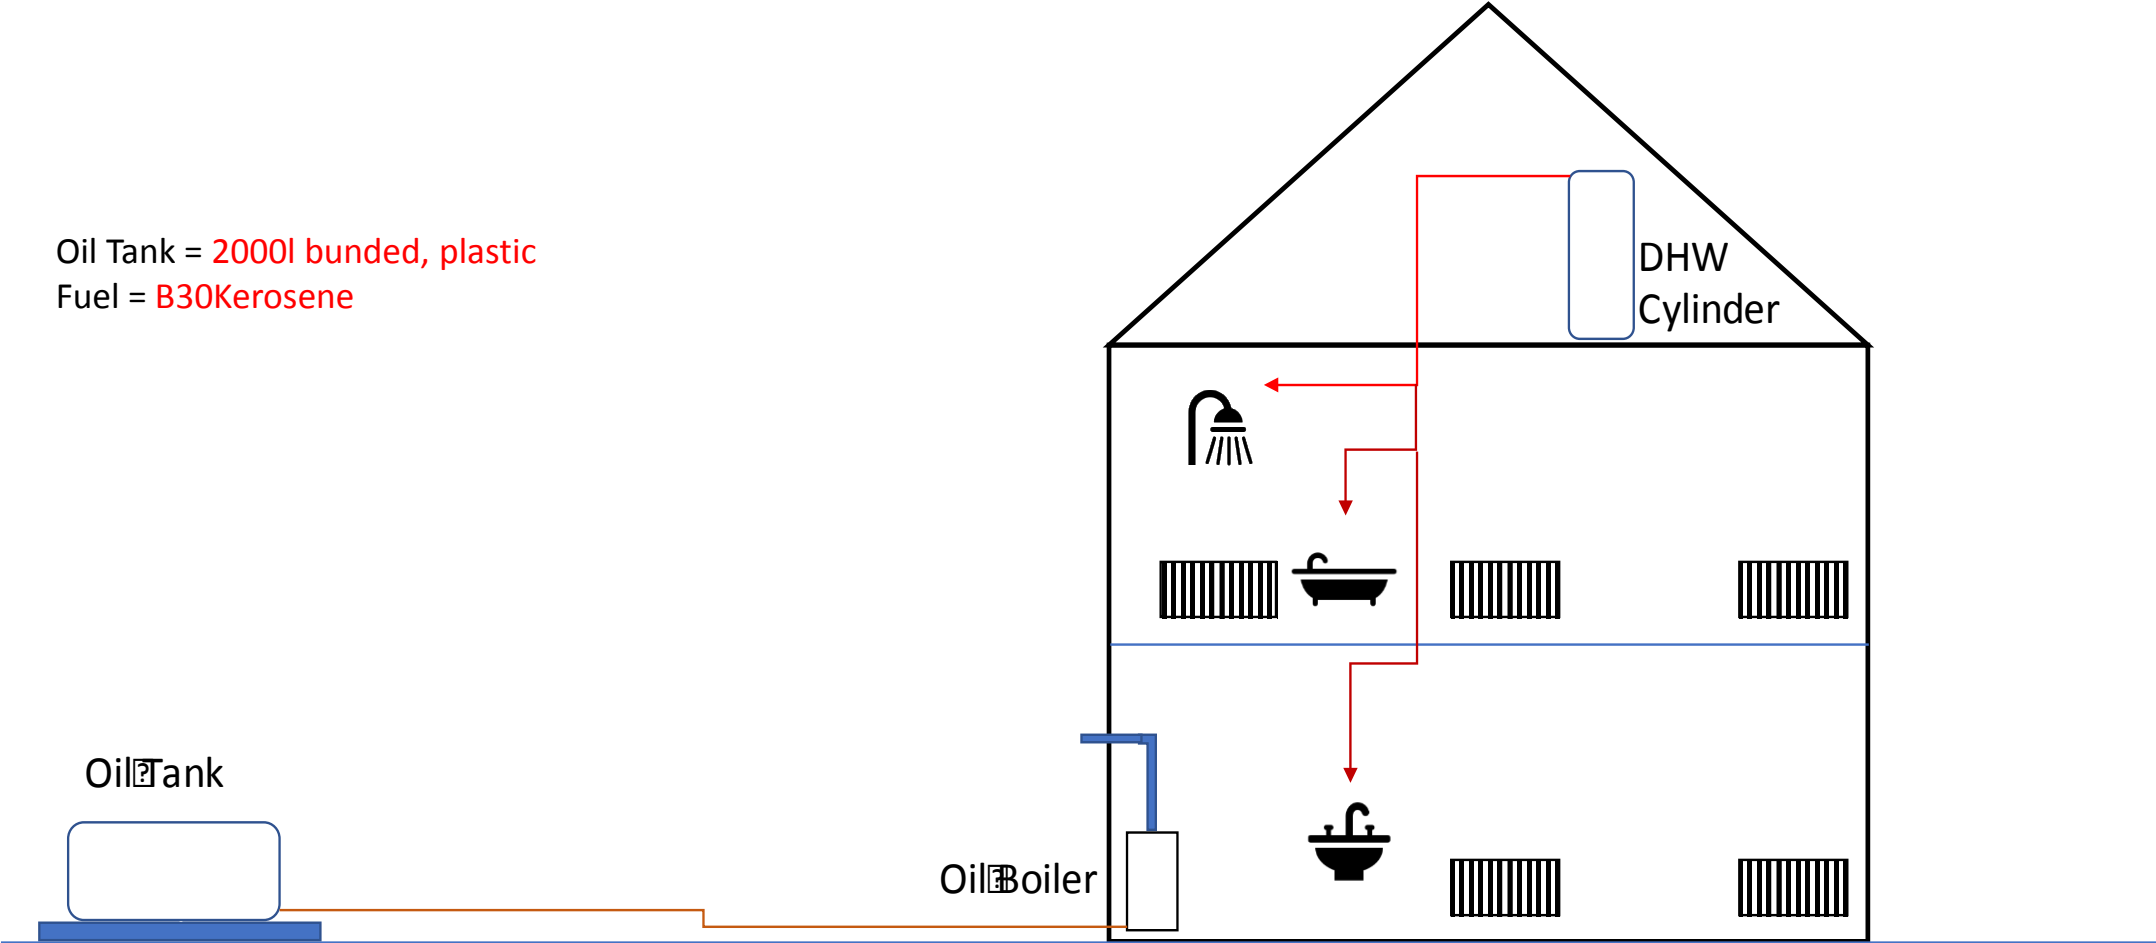 Oil Tank = 2000l bunded, plastic
Fuel = B30Kerosene
DHW
Cylinder
Oil Tank
Oil Boiler